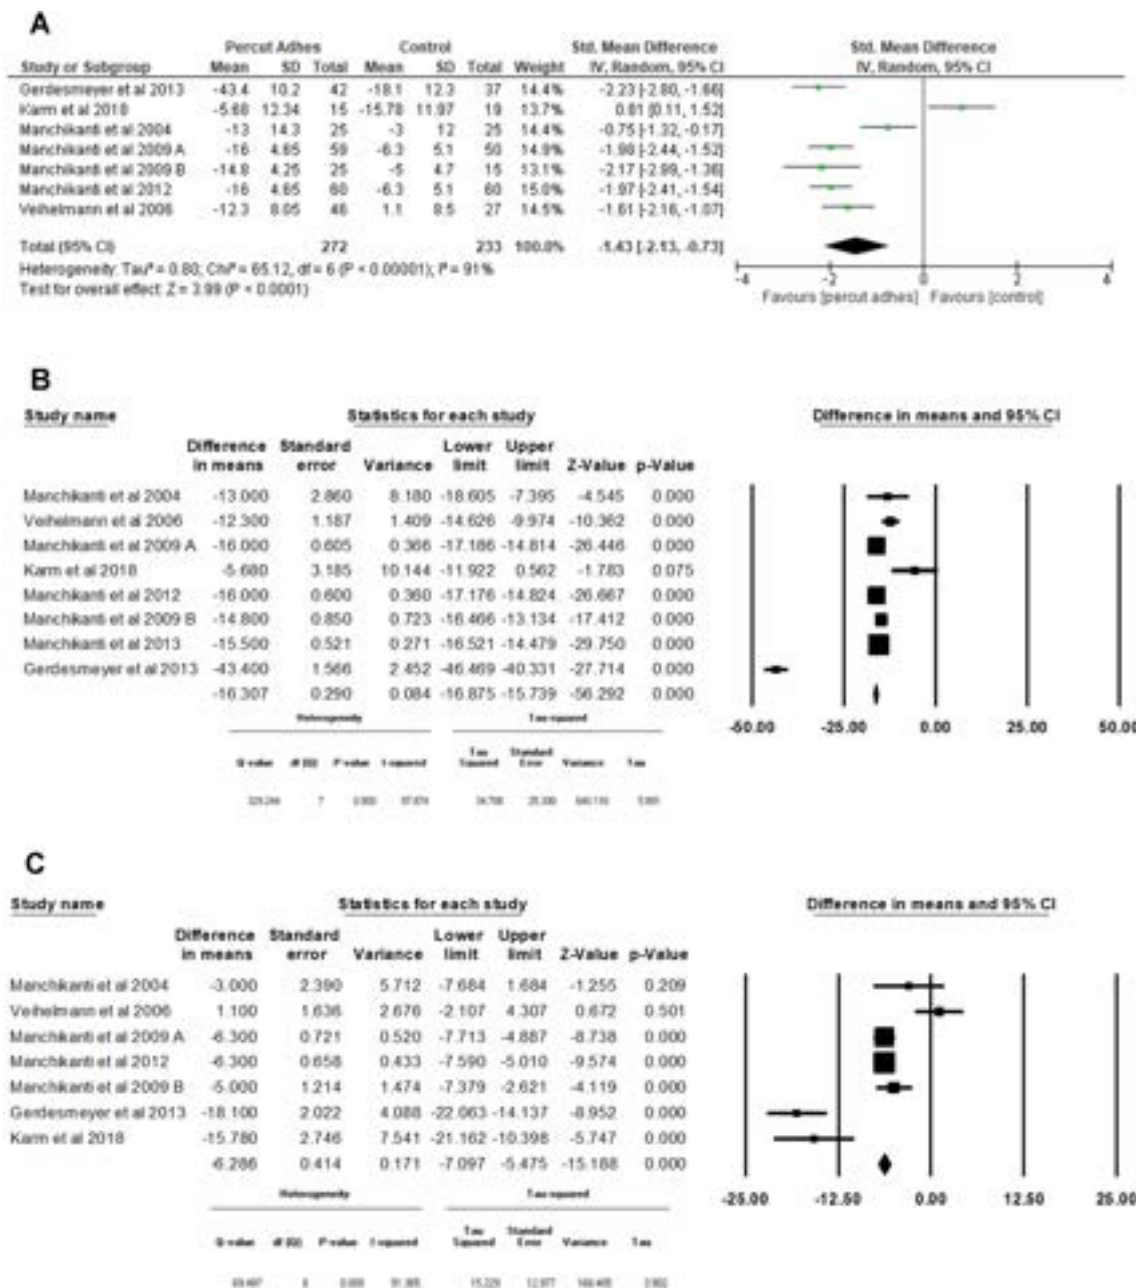 A
Percut Adhes Control Std. Mean Difference Std. Mean Difference
Study or Subgroup Mean SD Total Mean SD Total Weight IV, Random, 95% CI IV, Random, 95% CI
Gerdesmeyer et al 2013 -43.4 10.2 42 -18.1 12.3 37 14.4% -2.23 [-2.80, -1.66]
Karm et al 2018 -5.68 12.34 15 -15.78 11.97 19 13.7% 0.81 [0.11, 1.52]
Manchikanti et al 2004 -13 14.3 25 -3 12 25 14.4% -0.75 [-1.32, -0.17]
Manchikanti et al 2009 A -16 4.65 59 -6.3 5.1 50 14.9% -1.98 [-2.44, -1.52]
Manchikanti et al 2009 B -14.8 4.25 25 -5 4.7 15 13.1% -2.17 [-2.99, -1.36]
Manchikanti et al 2012 -16 4.65 60 -6.3 5.1 60 15.0% -1.97 [-2.41, -1.54]
Veihelmann et al 2006 -12.3 8.05 46 1.1 8.5 27 14.5% -1.61 [-2.16, -1.07]
Total (95% CI) 272 233 100.0% -1.43 [-2.13, -0.73]
Heterogeneity: Tau² = 0.80; Chi² = 65.12, df = 6 (P < 0.00001); I² = 91%
Test for overall effect: Z = 3.99 (P < 0.0001)
-4 -2 0 2 4
Favours [percut adhes] Favours [control]
B
Study name Statistics for each study Difference in means and 95% CI
Difference Standard Lower Upper
in means error Variance limit limit Z-Value p-Value
Manchikanti et al 2004 -13.000 2.860 8.180 -18.605 -7.395 -4.545 0.000
Veihelmann et al 2006 -12.300 1.187 1.409 -14.626 -9.974 -10.362 0.000
Manchikanti et al 2009 A -16.000 0.605 0.366 -17.186 -14.814 -26.446 0.000
Karm et al 2018 -5.680 3.185 10.144 -11.922 0.562 -1.783 0.075
Manchikanti et al 2012 -16.000 0.600 0.360 -17.176 -14.824 -26.667 0.000
Manchikanti et al 2009 B -14.800 0.850 0.723 -16.466 -13.134 -17.412 0.000
Manchikanti et al 2013 -15.500 0.521 0.271 -16.521 -14.479 -29.750 0.000
Gerdesmeyer et al 2013 -43.400 1.566 2.452 -46.469 -40.331 -27.714 0.000
-16.307 0.290 0.084 -16.875 -15.739 -56.292 0.000
-50.00 -25.00 0.00 25.00 50.00
Heterogeneity Tau-squared
Tau Standard
Q-value df (Q) P-value I-squared Squared Error Variance Tau
7 0.000
C
Study name Statistics for each study Difference in means and 95% CI
Difference Standard Lower Upper
in means error Variance limit limit Z-Value p-Value
Manchikanti et al 2004 -3.000 2.390 5.712 -7.684 1.684 -1.255 0.209
Veihelmann et al 2006 1.100 1.636 2.676 -2.107 4.307 0.672 0.501
Manchikanti et al 2009 A -6.300 0.721 0.520 -7.713 -4.887 -8.738 0.000
Manchikanti et al 2012 -6.300 0.658 0.433 -7.590 -5.010 -9.574 0.000
Manchikanti et al 2009 B -5.000 1.214 1.474 -7.379 -2.621 -4.119 0.000
Gerdesmeyer et al 2013 -18.100 2.022 4.088 -22.063 -14.137 -8.952 0.000
Karm et al 2018 -15.780 2.746 7.541 -21.162 -10.398 -5.747 0.000
-6.286 0.414 0.171 -7.097 -5.475 -15.188 0.000
-25.00 -12.50 0.00 12.50 25.00
Heterogeneity Tau-squared
Tau Standard
Q-value df (Q) P-value I-squared Squared Error Variance Tau
0.000